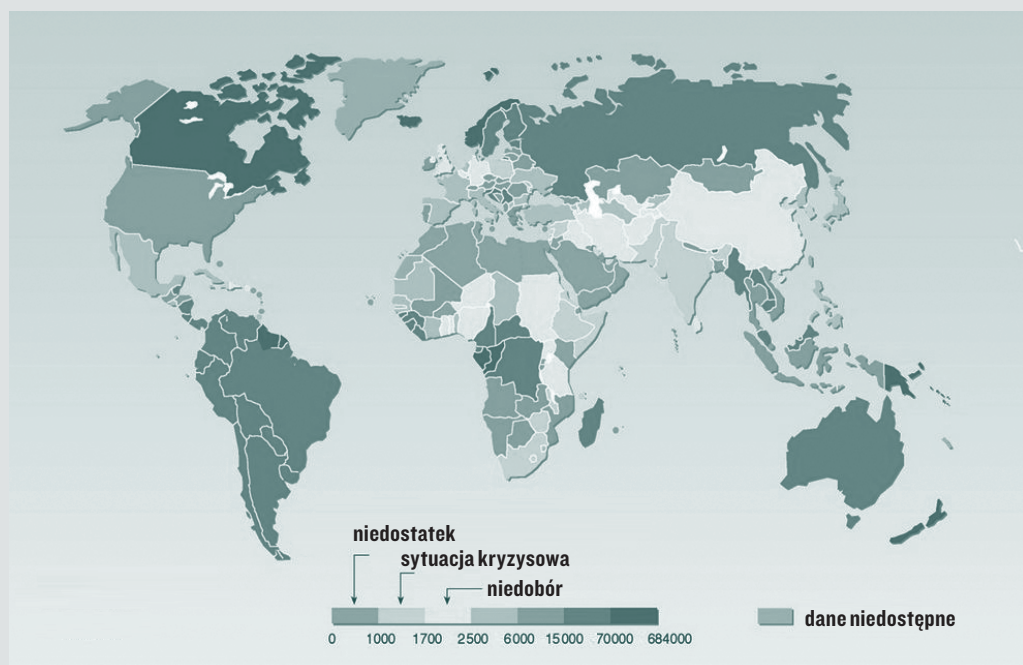 niedostatek
sytuacja kryzysowa
niedobór
0 1000 1700 2500 6000 15000 70000 684000
dane niedostępne